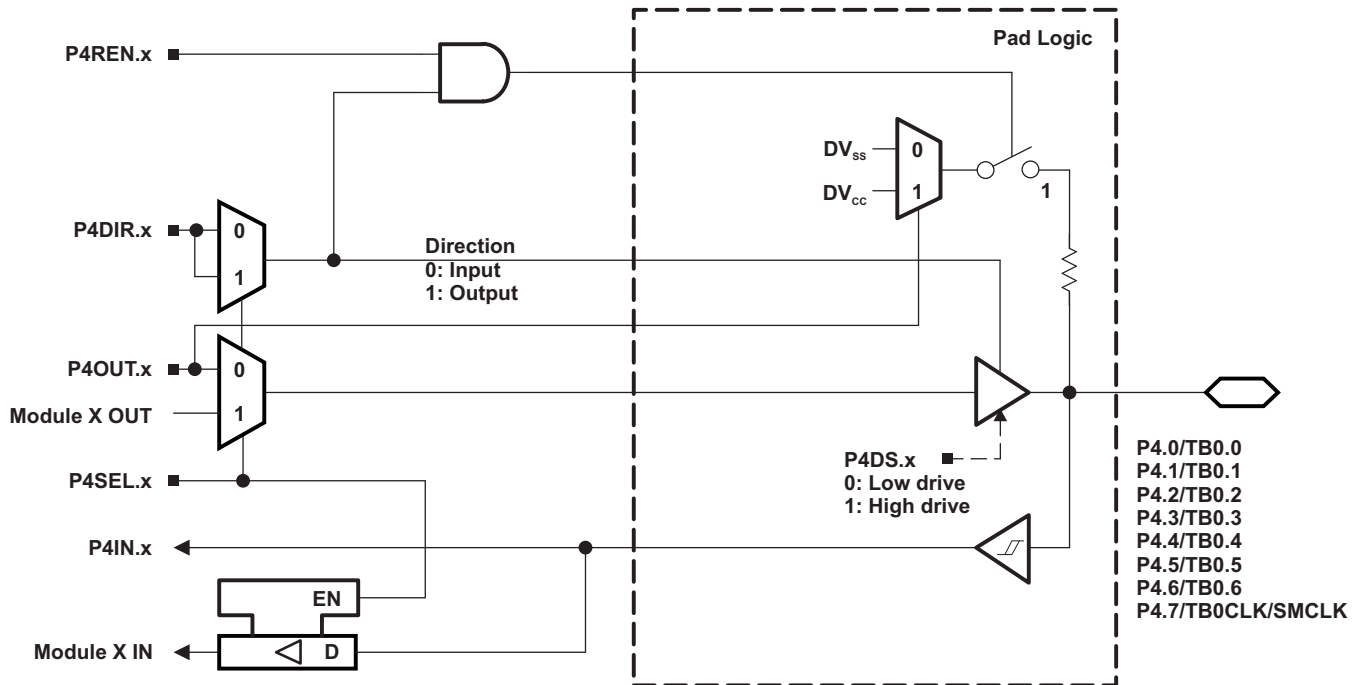 Pad Logic
P4REN.x
DVSS
0
DVCC
1
1
P4DIR.x
0
1
Direction
0: Input
1: Output
P4OUT.x
0
Module X OUT
1
P4SEL.x
P4DS.x
0: Low drive
1: High drive
P4.0/TB0.0
P4.1/TB0.1
P4.2/TB0.2
P4.3/TB0.3
P4.4/TB0.4
P4.5/TB0.5
P4.6/TB0.6
P4.7/TB0CLK/SMCLK
P4IN.x
EN
Module X IN
D